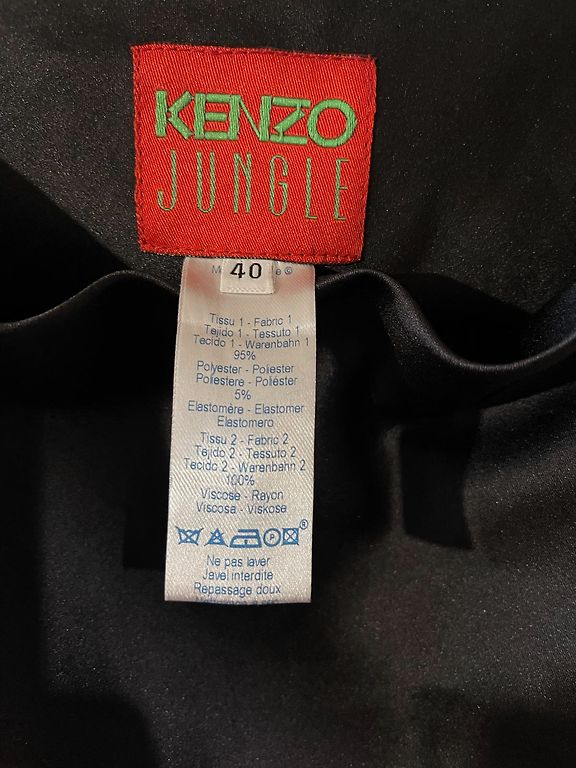 KENZO
JUNGLE
40
Tissu 1 - Fabric 1
Tejido 1 - Tessuto 1
Tecido 1 - Warenbahn 1
95%
Polyester - Poliester
Poliestere - Poliéster
5%
Elastomère - Elastomer
Elastomero
Tissu 2 - Fabric 2
Tejido 2 - Tessuto 2
Tecido 2 - Warenbahn 2
100%
Viscose - Rayon
Viscosa - Viskose
P ®
Ne pas laver
Javel interdite
Repassage doux